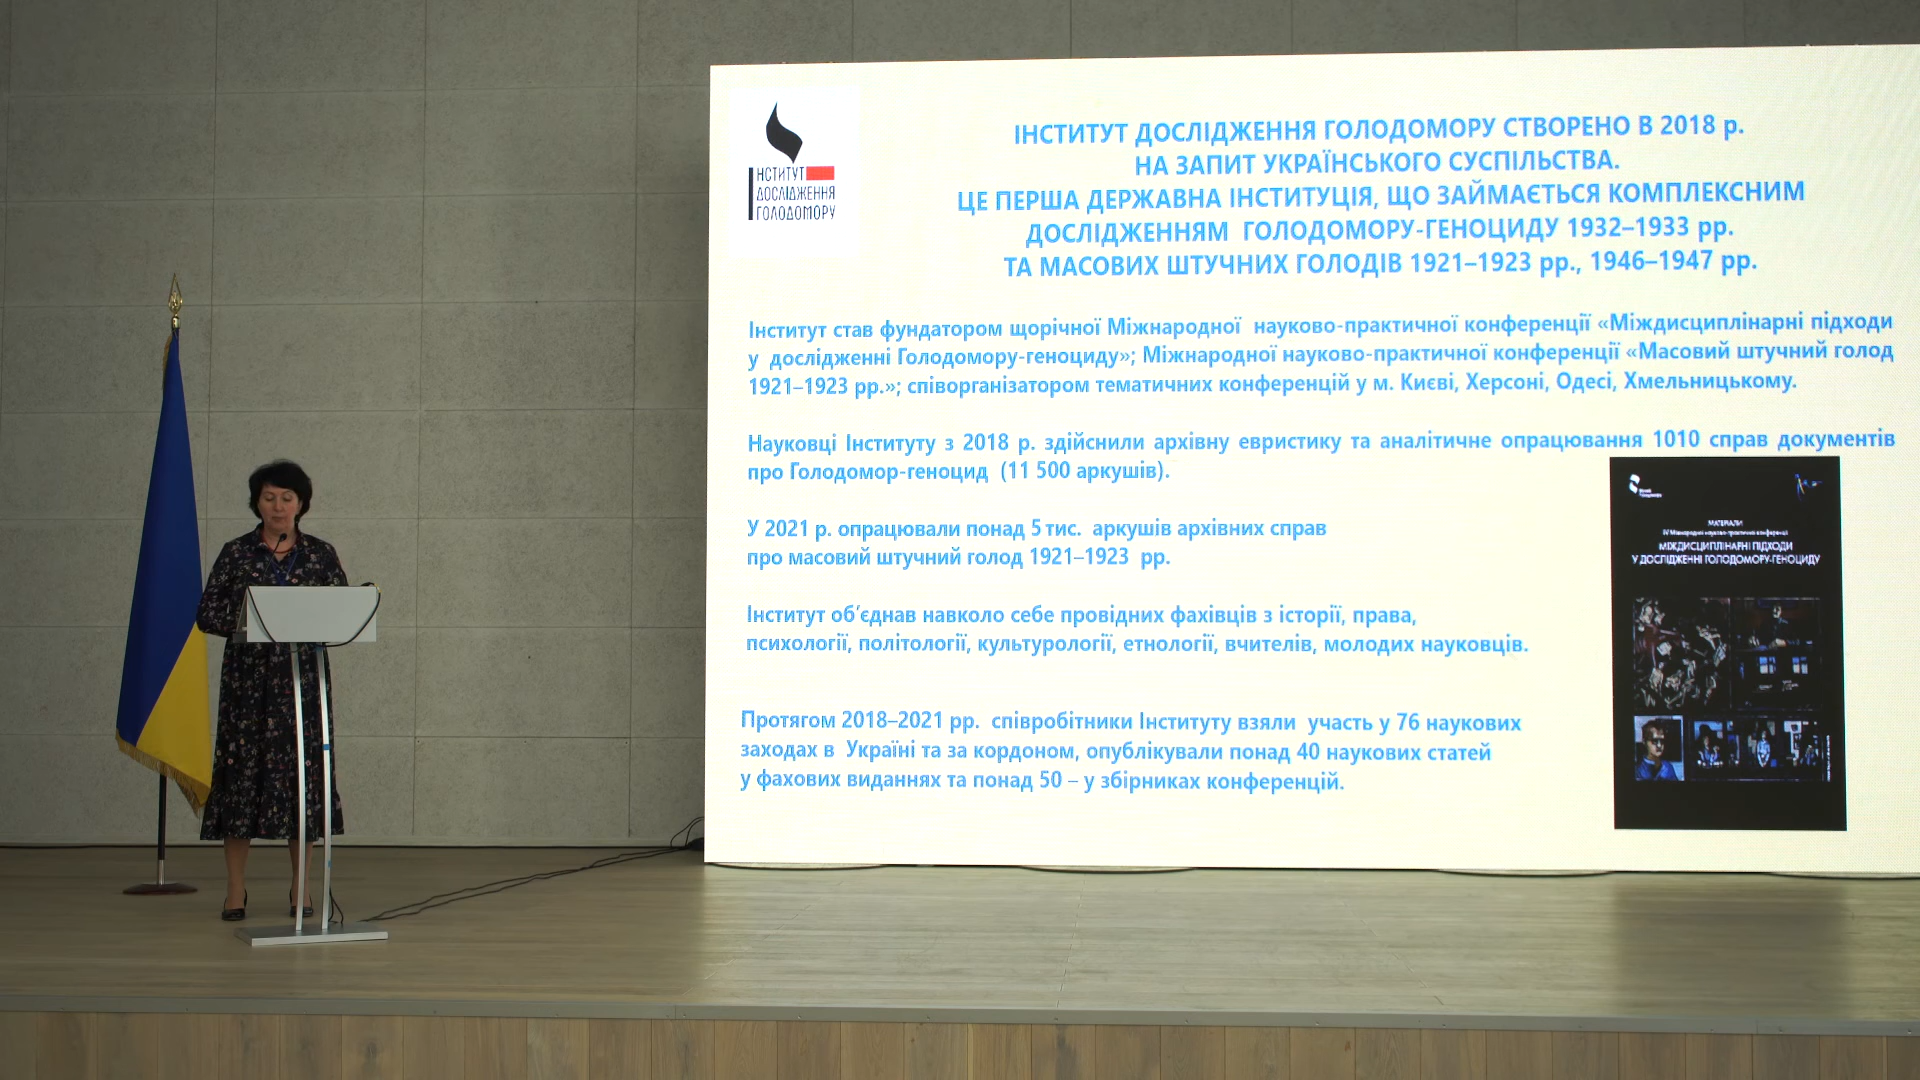 ІНСТИТУТ
ДОСЛІДЖЕННЯ
ГОЛОДОМОРУ
ІНСТИТУТ ДОСЛІДЖЕННЯ ГОЛОДОМОРУ СТВОРЕНО В 2018 р.
НА ЗАПИТ УКРАЇНСЬКОГО СУСПІЛЬСТВА.
ЦЕ ПЕРША ДЕРЖАВНА ІНСТИТУЦІЯ, ЩО ЗАЙМАЄТЬСЯ КОМПЛЕКСНИМ
ДОСЛІДЖЕННЯМ ГОЛОДОМОРУ-ГЕНОЦИДУ 1932–1933 рр.
ТА МАСОВИХ ШТУЧНИХ ГОЛОДІВ 1921–1923 рр., 1946–1947 рр.
Інститут став фундатором щорічної Міжнародної науково-практичної конференції «Міждисциплінарні підходи
у дослідженні Голодомору-геноциду»; Міжнародної науково-практичної конференції «Масовий штучний голод
1921–1923 рр.»; співорганізатором тематичних конференцій у м. Києві, Херсоні, Одесі, Хмельницькому.
Науковці Інституту з 2018 р. здійснили архівну евристику та аналітичне опрацювання 1010 справ документів
про Голодомор-геноцид (11 500 аркушів).
У 2021 р. опрацювали понад 5 тис. аркушів архівних справ
про масовий штучний голод 1921–1923 рр.
Інститут об’єднав навколо себе провідних фахівців з історії, права,
психології, політології, культурології, етнології, вчителів, молодих науковців.
Протягом 2018–2021 рр. співробітники Інституту взяли участь у 76 наукових
заходах в Україні та за кордоном, опублікували понад 40 наукових статей
у фахових виданнях та понад 50 – у збірниках конференцій.
МАТЕРІАЛИ
IV Міжнародної науково-практичної конференції
МІЖДИСЦИПЛІНАРНІ ПІДХОДИ
У ДОСЛІДЖЕННІ ГОЛОДОМОРУ-ГЕНОЦИДУ